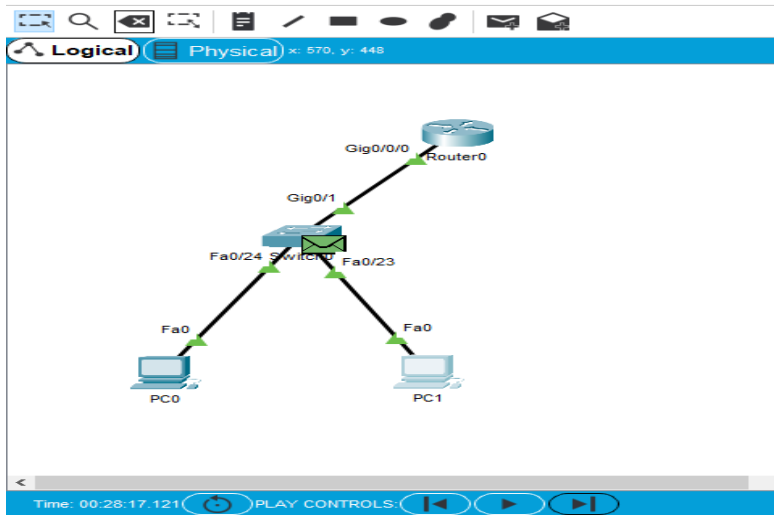 Logical Physical x: 570, y: 448
Gig0/0/0
Router0
Gig0/1
Fa0/24 Switch0 Fa0/23
Fa0 Fa0
PC0 PC1
Time: 00:28:17.121 PLAY CONTROLS: